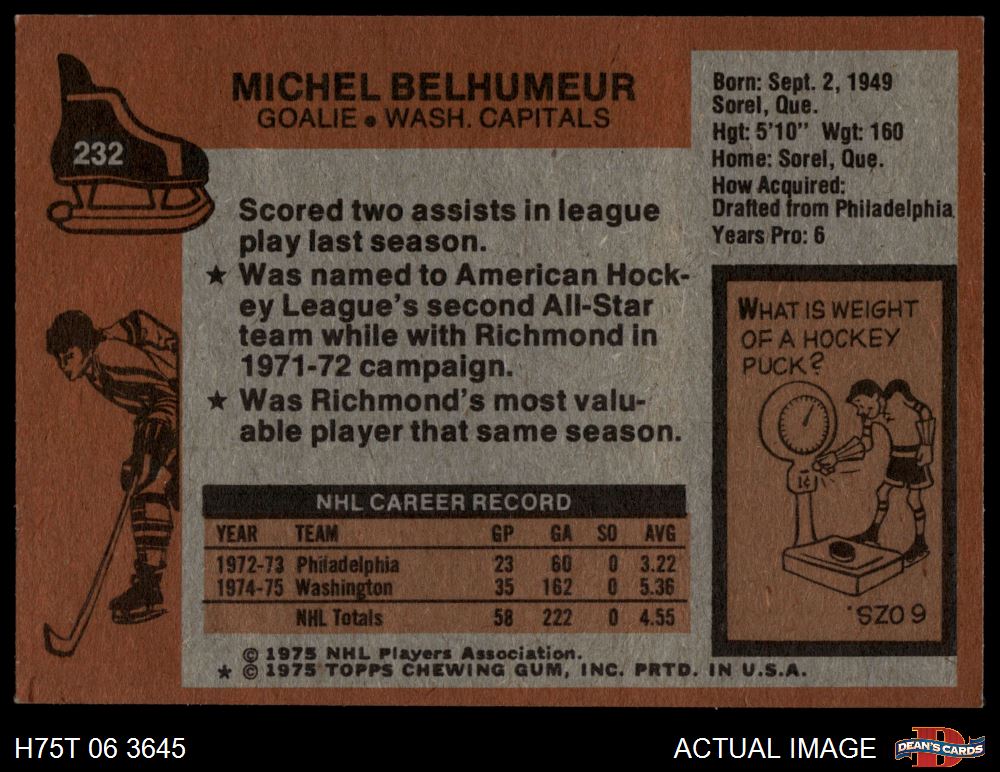 232
MICHEL BELHUMEUR
GOALIE • WASH. CAPITALS
Scored two assists in league
play last season.
★ Was named to American Hock-
ey League's second All-Star
team while with Richmond in
1971-72 campaign.
★ Was Richmond's most valu-
able player that same season.
NHL CAREER RECORD
YEAR TEAM GP GA SO AVG
1972-73 Philadelphia 23 60 0 3.22
1974-75 Washington 35 162 0 5.36
NHL Totals 58 222 0 4.55
© 1975 NHL Players Association.
★ © 1975 TOPPS CHEWING GUM, INC. PRTD. IN U.S.A.
Born: Sept. 2, 1949
Sorel, Que.
Hgt: 5'10" Wgt: 160
Home: Sorel, Que.
How Acquired:
Drafted from Philadelphia
Years Pro: 6
WHAT IS WEIGHT
OF A HOCKEY
PUCK?
1¢
6 OZS.
H75T 06 3645
ACTUAL IMAGE
D
DEAN'S CARDS